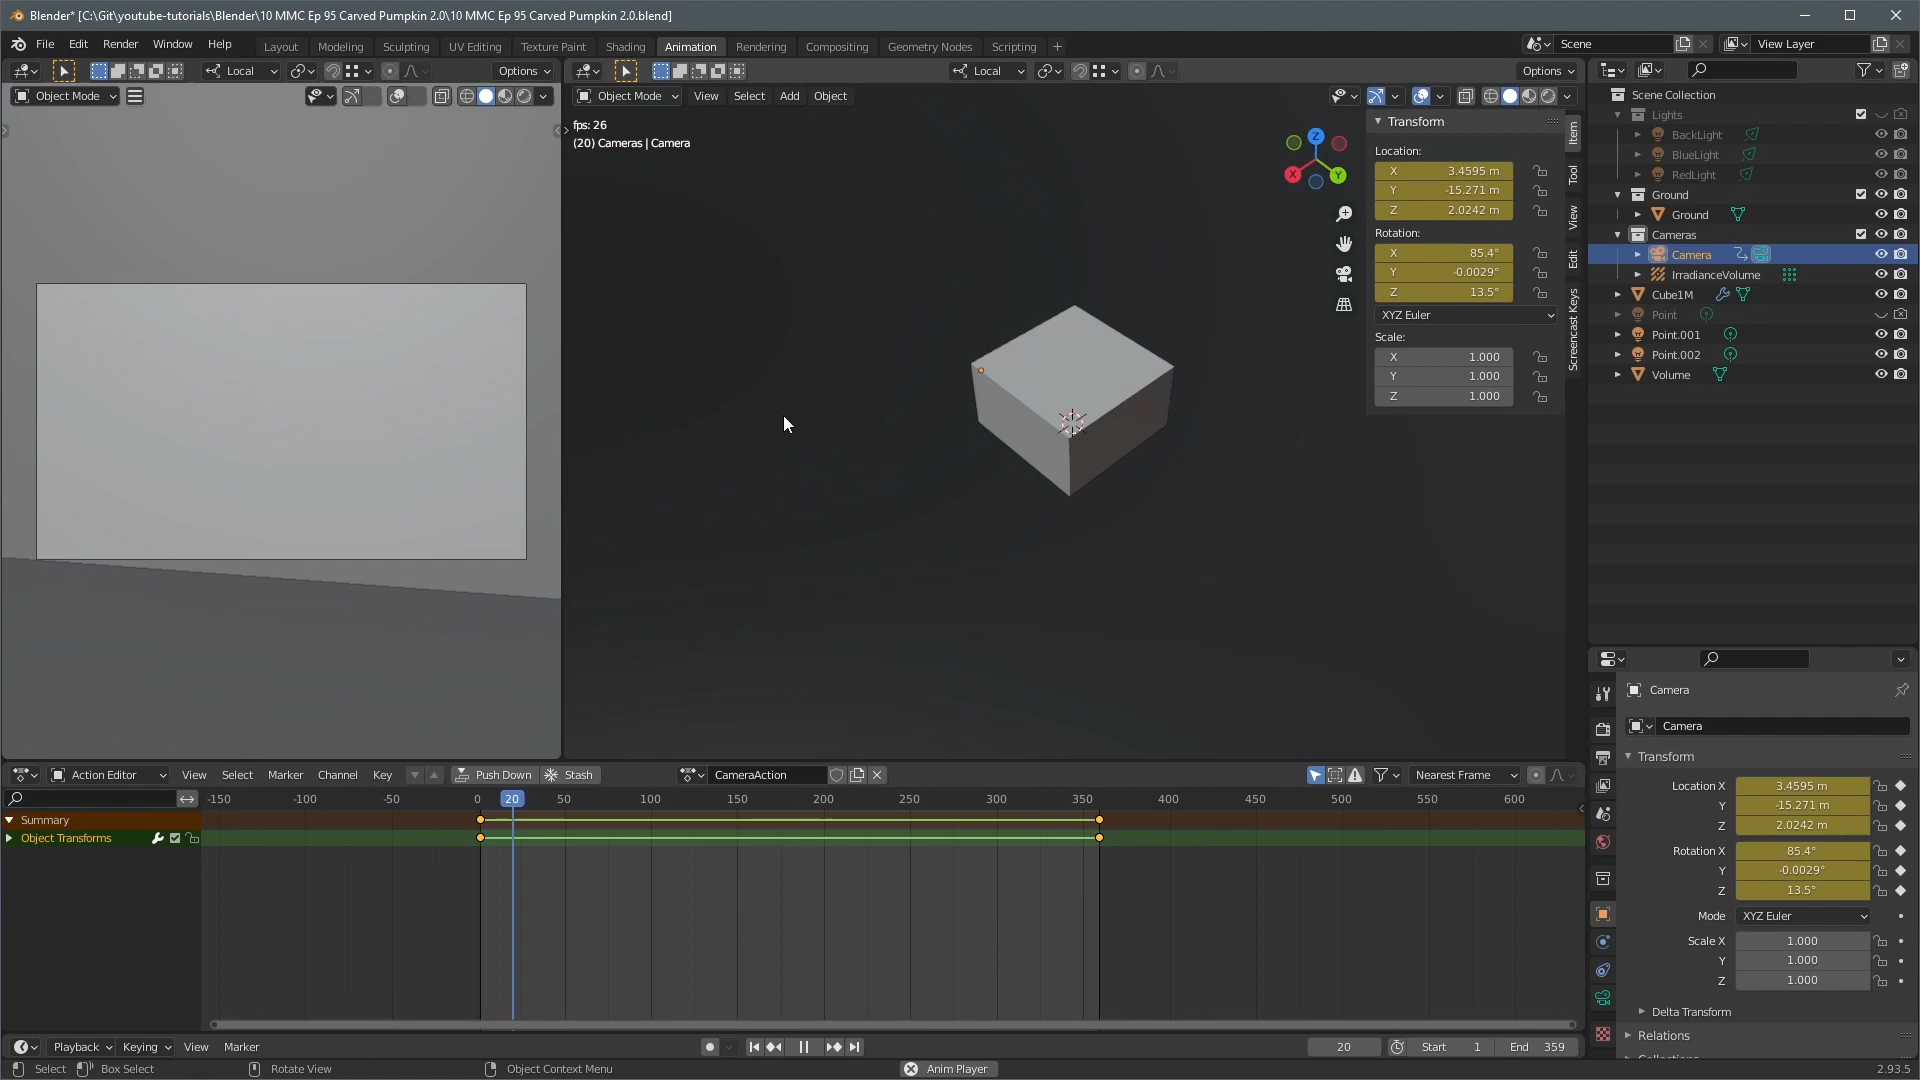 Blender* [C:\Git\youtube-tutorials\Blender\10 MMC Ep 95 Carved Pumpkin 2.0\10 MMC Ep 95 Carved Pumpkin 2.0.blend]
File Edit Render Window Help Layout Modeling Sculpting UV Editing Texture Paint Shading Animation Rendering Compositing Geometry Nodes Scripting + Scene View Layer
Local Options Local Options
Object Mode Object Mode View Select Add Object
fps: 26
(20) Cameras | Camera
Z
X
Y
Transform
Location:
X 3.4595 m
Y -15.271 m
Z 2.0242 m
Rotation:
X 85.4°
Y -0.0029°
Z 13.5°
XYZ Euler
Scale:
X 1.000
Y 1.000
Z 1.000
Item
Tool
View
Edit
Screencast Keys
Scene Collection
Lights
BackLight
BlueLight
RedLight
Ground
Ground
Cameras
Camera
IrradianceVolume
Cube1M
Point
Point.001
Point.002
Volume
Camera
Camera
Transform
Location X 3.4595 m
Y -15.271 m
Z 2.0242 m
Rotation X 85.4°
Y -0.0029°
Z 13.5°
Mode XYZ Euler
Scale X 1.000
Y 1.000
Z 1.000
Delta Transform
Relations
Action Editor View Select Marker Channel Key Push Down Stash CameraAction Nearest Frame
-150 -100 -50 0 20 50 100 150 200 250 300 350 400 450 500 550 600
Summary
Object Transforms
Playback Keying View Marker 20 Start 1 End 359
Select Box Select Rotate View Object Context Menu Anim Player 2.93.5